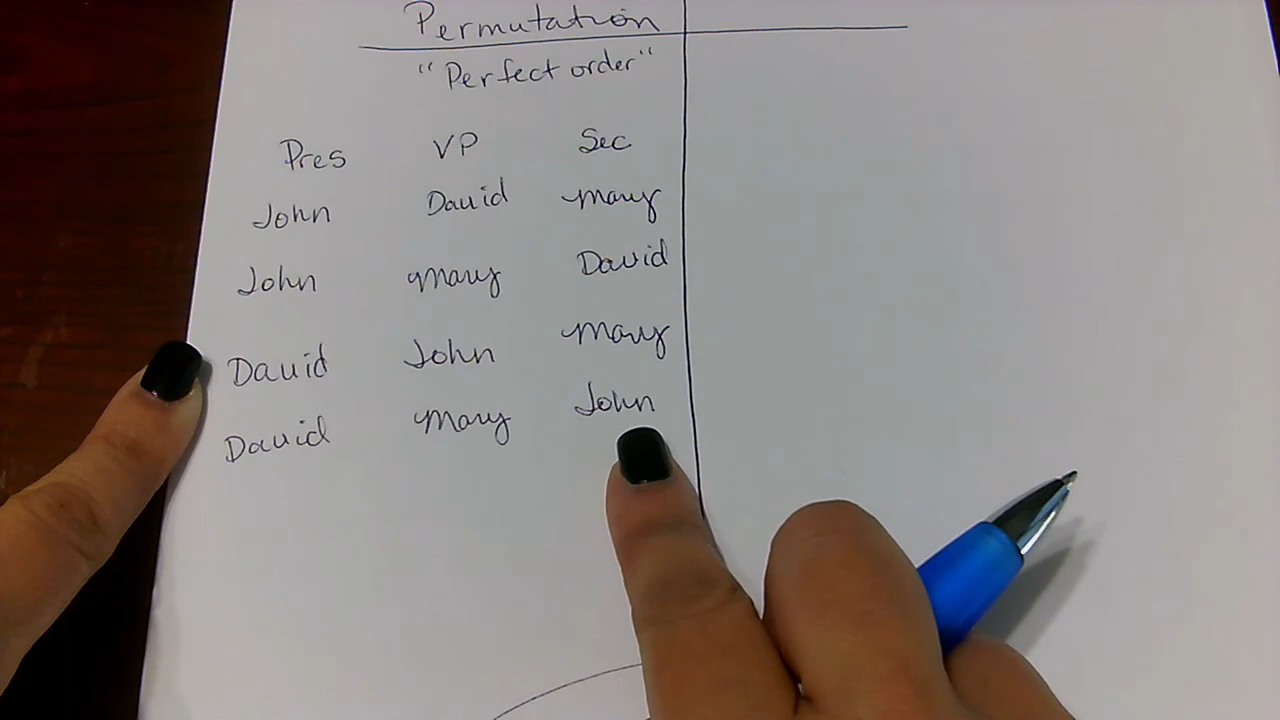 Permutation
"Perfect order"
Pres VP Sec
John David Mary
John Mary David
David John Mary
David Mary John